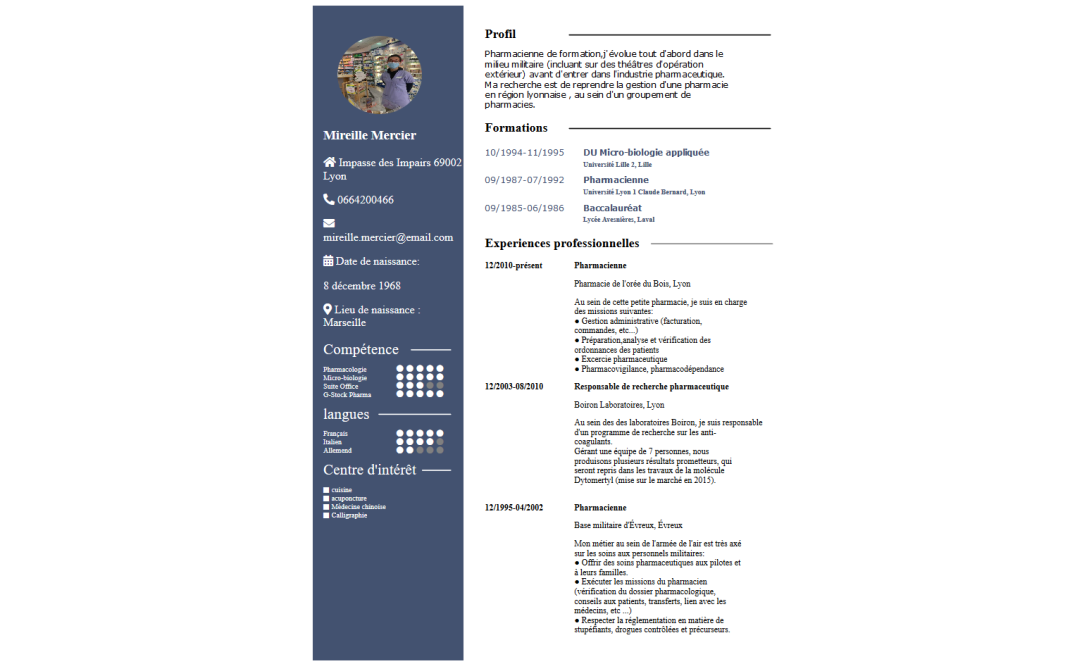 Mireille Mercier
Impasse des Impairs 69002
Lyon
0664200466
mireille.mercier@email.com
Date de naissance:
8 décembre 1968
Lieu de naissance :
Marseille
Compétence
Pharmacologie
Micro-biologie
Suite Office
G-Stock Pharma
langues
Français
Italien
Allemend
Centre d'intérêt
cuisine
acuponcture
Médecine chinoise
Calligraphie
Profil
Pharmacienne de formation,j'évolue tout d'abord dans le
milieu militaire (incluant sur des théâtres d'opération
extérieur) avant d'entrer dans l'industrie pharmaceutique.
Ma recherche est de reprendre la gestion d'une pharmacie
en région lyonnaise , au sein d'un groupement de
pharmacies.
Formations
10/1994-11/1995 DU Micro-biologie appliquée
Université Lille 2, Lille
09/1987-07/1992 Pharmacienne
Université Lyon 1 Claude Bernard, Lyon
09/1985-06/1986 Baccalauréat
Lycée Avesnières, Laval
Experiences professionnelles
12/2010-présent Pharmacienne
Pharmacie de l'orée du Bois, Lyon
Au sein de cette petite pharmacie, je suis en charge
des missions suivantes:
● Gestion administrative (facturation,
commandes, etc...)
● Préparation,analyse et vérification des
ordonnances des patients
● Excercie pharmaceutique
● Pharmacovigilance, pharmacodépendance
12/2003-08/2010 Responsable de recherche pharmaceutique
Boiron Laboratoires, Lyon
Au sein des des laboratoires Boiron, je suis responsable
d'un programme de recherche sur les anti-
coagulants.
Gérant une équipe de 7 personnes, nous
produisons plusieurs résultats prometteurs, qui
seront repris dans les travaux de la molécule
Dytomertyl (mise sur le marché en 2015).
12/1995-04/2002 Pharmacienne
Base militaire d'Évreux, Évreux
Mon métier au sein de l'armée de l'air est très axé
sur les soins aux personnels militaires:
● Offrir des soins pharmaceutiques aux pilotes et
à leurs familles.
● Exécuter les missions du pharmacien
(vérification du dossier pharmacologique,
conseils aux patients, transferts, lien avec les
médecins, etc ...)
● Respecter la réglementation en matière de
stupéfiants, drogues contrôlées et précurseurs.